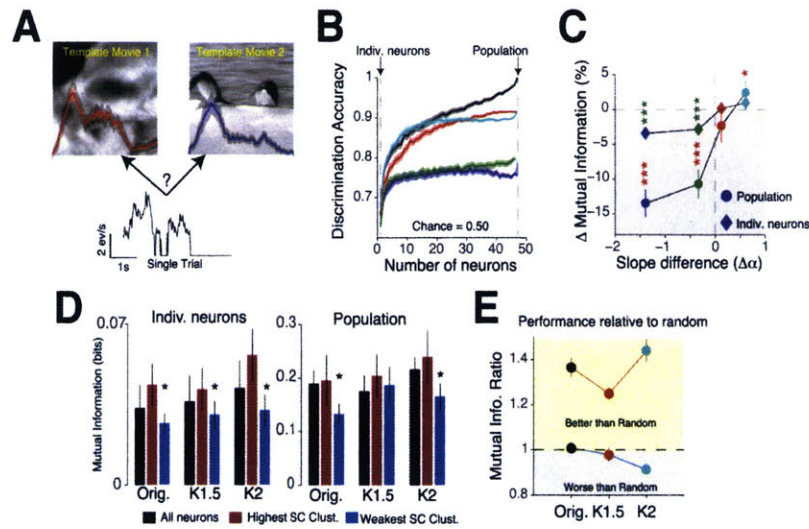 A
Template Movie 1
Template Movie 2
?
2 ev/s
1s
Single Trial
B
Indiv. neurons
Population
Discrimination Accuracy
1
0.9
0.8
0.7
Chance = 0.50
0 10 20 30 40 50
Number of neurons
C
Δ Mutual Information (%)
5
0
−5
−10
−15
***
***
***
***
*
Population
Indiv. neurons
−2 −1 0 1
Slope difference (Δα)
D
Indiv. neurons
Population
Mutual Information (bits)
0.07
0
0.3
0.2
0.1
0
* * *
* *
Orig. K1.5 K2
Orig. K1.5 K2
All neurons Highest SC Clust. Weakest SC Clust.
E
Performance relative to random
Mutual Info. Ratio
1.4
1.2
1
0.8
Better than Random
Worse than Random
Orig. K1.5 K2